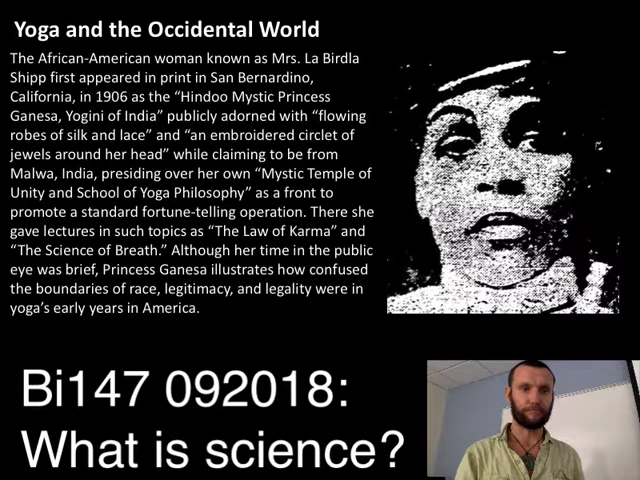 Yoga and the Occidental World
The African-American woman known as Mrs. La Birdla
Shipp first appeared in print in San Bernardino,
California, in 1906 as the “Hindoo Mystic Princess
Ganesa, Yogini of India” publicly adorned with “flowing
robes of silk and lace” and “an embroidered circlet of
jewels around her head” while claiming to be from
Malwa, India, presiding over her own “Mystic Temple of
Unity and School of Yoga Philosophy” as a front to
promote a standard fortune-telling operation. There she
gave lectures in such topics as “The Law of Karma” and
“The Science of Breath.” Although her time in the public
eye was brief, Princess Ganesa illustrates how confused
the boundaries of race, legitimacy, and legality were in
yoga’s early years in America.
Bi147 092018:
What is science?